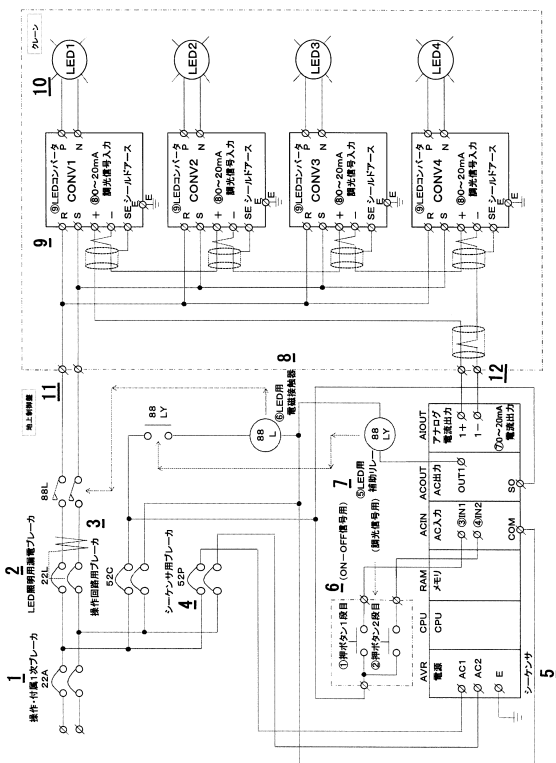 クレーン
10
LED1
LED2
LED3
LED4
P N
P N
P N
P N
⑨LEDコンバータ
CONV1
⑧0～20mA
調光信号入力
R S + − SE シールドアース
E
E
⑨LEDコンバータ
CONV2
⑧0～20mA
調光信号入力
R S + − SE シールドアース
E
E
⑨LEDコンバータ
CONV3
⑧0～20mA
調光信号入力
R S + − SE シールドアース
E
E
⑨LEDコンバータ
CONV4
⑧0～20mA
調光信号入力
R S + − SE シールドアース
E
E
9
地上制御盤
11
8
12
88L
88
LY
88
L
⑥LED用
電磁接触器
88
LY
⑤LED用
補助リレー
7
2
LED照明用漏電ブレーカ
22L
3
操作回路用ブレーカ
52C
シーケンサ用ブレーカ
52P
4
1
操作・付属1次ブレーカ
22A
6
(ON−OFF信号用)
(調光信号用)
①押ボタン1段目
②押ボタン2段目
AVR
電源
AC1
AC2
E
CPU
CPU
RAM
メモリ
ACIN
AC入力
③IN1
④IN2
COM
ACOUT
AC出力
OUT1
SO
AIOUT
アナログ
電流出力
1+
1−
⑦0～20mA
電流出力
シーケンサ
5